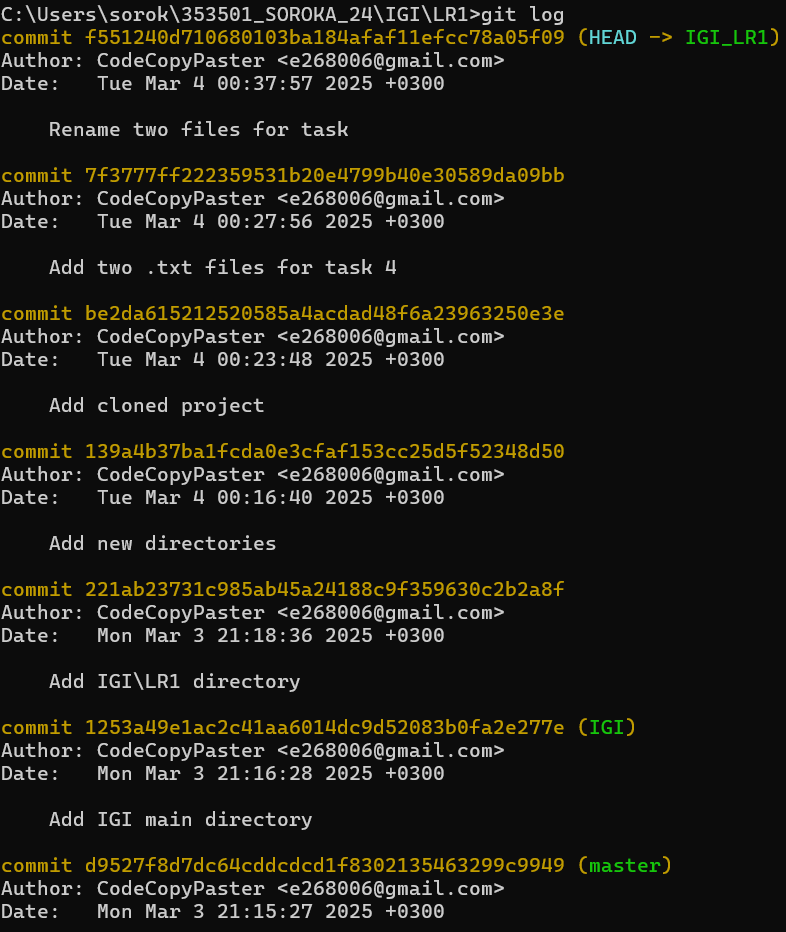 C:\Users\sorok\353501_SOROKA_24\IGI\LR1>git log
commit f551240d710680103ba184afaf11efcc78a05f09 (HEAD -> IGI_LR1)
Author: CodeCopyPaster <e268006@gmail.com>
Date:   Tue Mar 4 00:37:57 2025 +0300
Rename two files for task
commit 7f3777ff222359531b20e4799b40e30589da09bb
Author: CodeCopyPaster <e268006@gmail.com>
Date:   Tue Mar 4 00:27:56 2025 +0300
Add two .txt files for task 4
commit be2da615212520585a4acdad48f6a23963250e3e
Author: CodeCopyPaster <e268006@gmail.com>
Date:   Tue Mar 4 00:23:48 2025 +0300
Add cloned project
commit 139a4b37ba1fcda0e3cfaf153cc25d5f52348d50
Author: CodeCopyPaster <e268006@gmail.com>
Date:   Tue Mar 4 00:16:40 2025 +0300
Add new directories
commit 221ab23731c985ab45a24188c9f359630c2b2a8f
Author: CodeCopyPaster <e268006@gmail.com>
Date:   Mon Mar 3 21:18:36 2025 +0300
Add IGI\LR1 directory
commit 1253a49e1ac2c41aa6014dc9d52083b0fa2e277e (IGI)
Author: CodeCopyPaster <e268006@gmail.com>
Date:   Mon Mar 3 21:16:28 2025 +0300
Add IGI main directory
commit d9527f8d7dc64cddcdcd1f8302135463299c9949 (master)
Author: CodeCopyPaster <e268006@gmail.com>
Date:   Mon Mar 3 21:15:27 2025 +0300